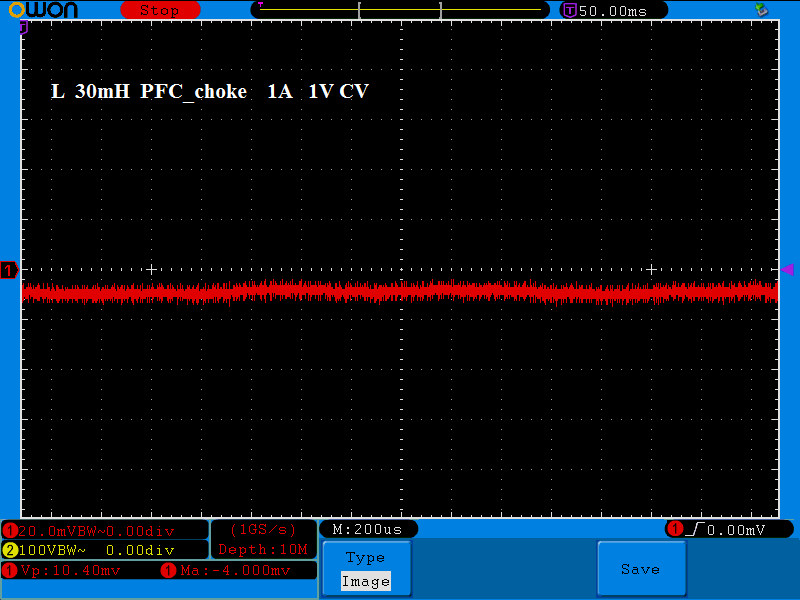 owon Stop T 50.00ms
L 30mH PFC_choke 1A 1V CV
1
1 20.0mVBW~0.00div (1GS/s) M:200us 1 0.00mV
2 100VBW~ 0.00div Depth:10M
1 Vp:10.40mv 1 Ma:-4.000mv
Type
Image
Save